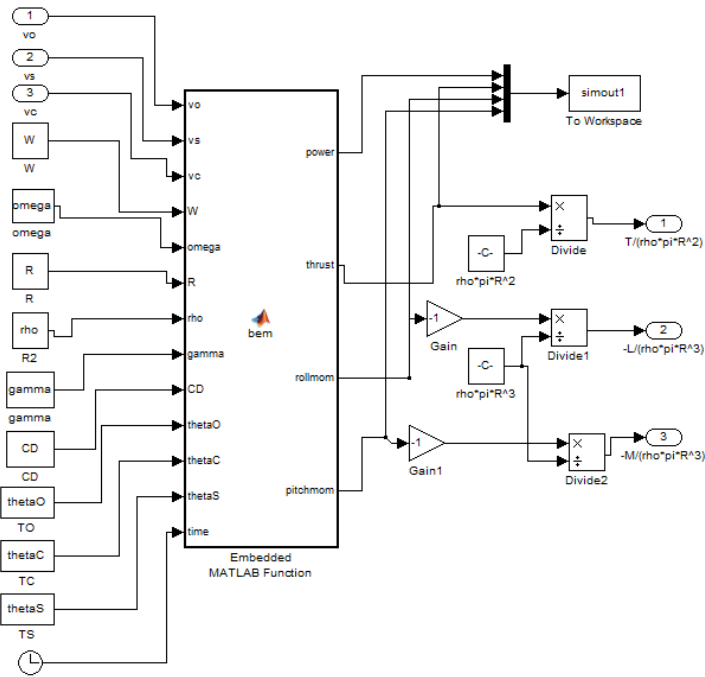 1
vo
2
vs
3
vc
W
W
omega
omega
R
R
rho
R2
gamma
gamma
CD
CD
thetaO
TO
thetaC
TC
thetaS
TS
vo
vs
vc
W
omega
R
rho
gamma
CD
thetaO
thetaC
thetaS
time
bem
power
thrust
rollmom
pitchmom
Embedded
MATLAB Function
simout1
To Workspace
-C-
rho*pi*R^2
×
÷
Divide
1
T/(rho*pi*R^2)
-1
Gain
-C-
rho*pi*R^3
×
÷
Divide1
2
-L/(rho*pi*R^3)
-1
Gain1
×
÷
Divide2
3
-M/(rho*pi*R^3)